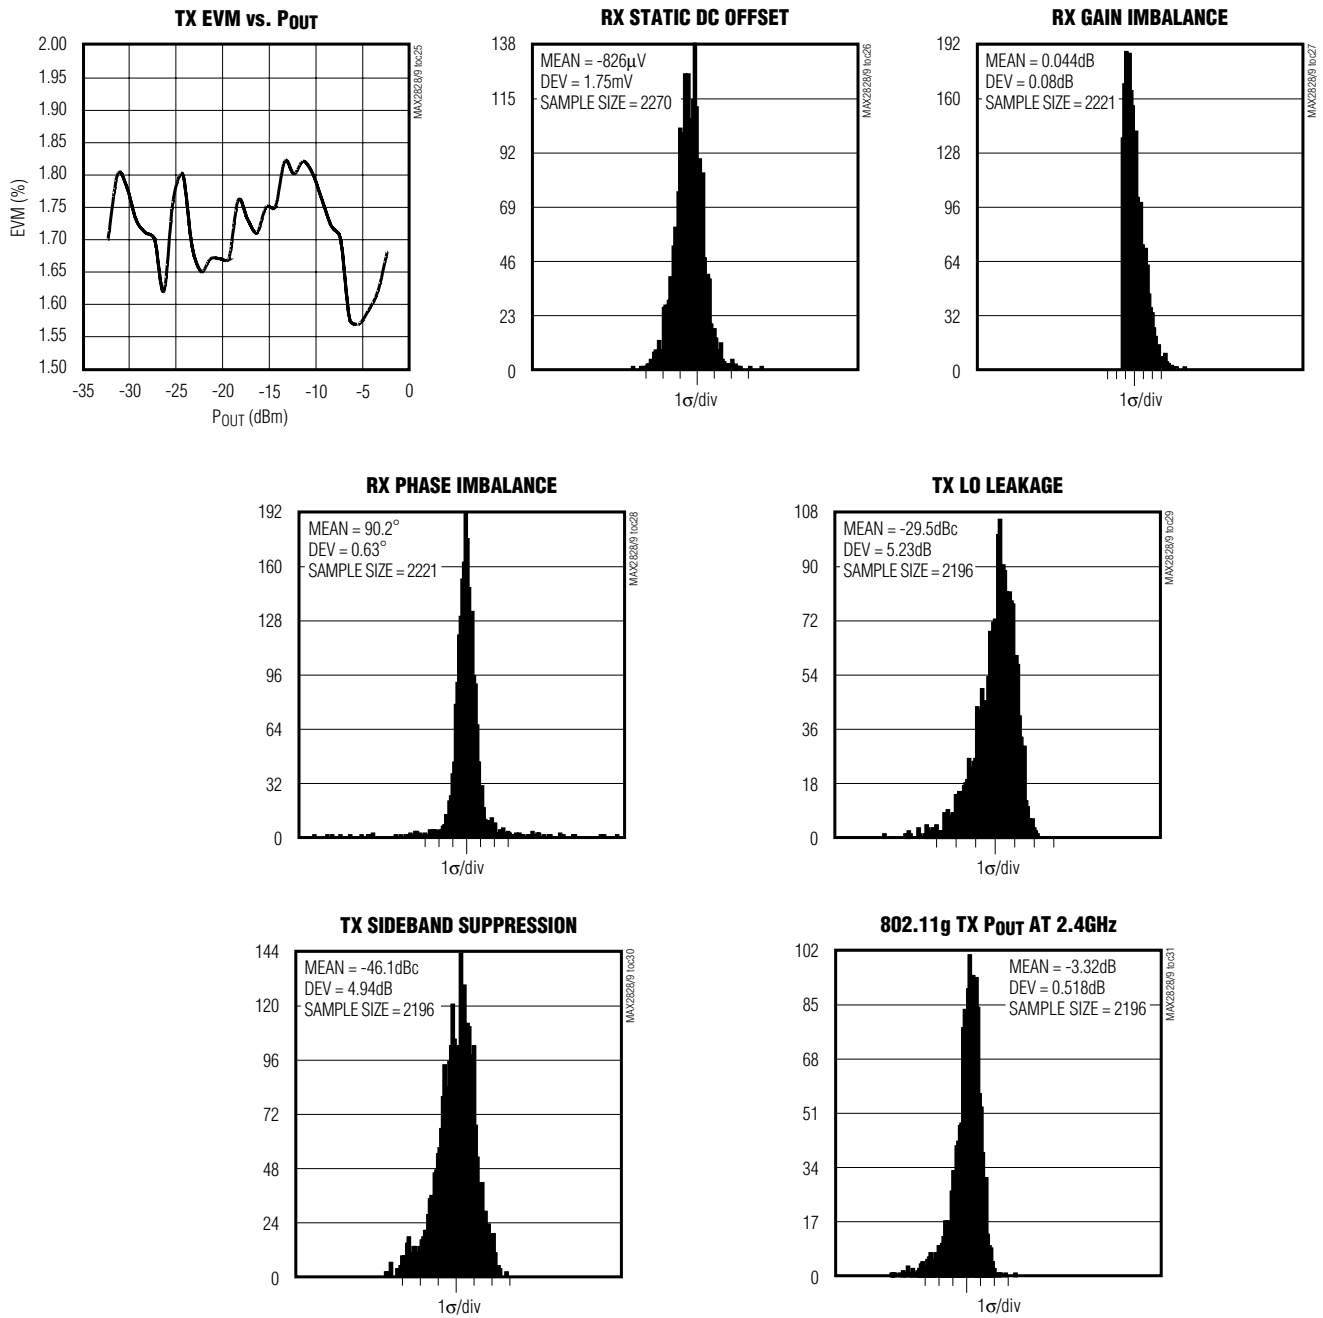 TX EVM vs. POUT
2.00
1.95
1.90
1.85
1.80
1.75
1.70
1.65
1.60
1.55
1.50
EVM (%)
-35 -30 -25 -20 -15 -10 -5 0
POUT (dBm)
MAX2828/9 toc25
RX STATIC DC OFFSET
138
115
92
69
46
23
0
MEAN = -826μV
DEV = 1.75mV
SAMPLE SIZE = 2270
1σ/div
MAX2828/9 toc26
RX GAIN IMBALANCE
192
160
128
96
64
32
0
MEAN = 0.044dB
DEV = 0.08dB
SAMPLE SIZE = 2221
1σ/div
MAX2828/9 toc27
RX PHASE IMBALANCE
192
160
128
96
64
32
0
MEAN = 90.2°
DEV = 0.63°
SAMPLE SIZE = 2221
1σ/div
MAX2828/9 toc28
TX LO LEAKAGE
108
90
72
54
36
18
0
MEAN = -29.5dBc
DEV = 5.23dB
SAMPLE SIZE = 2196
1σ/div
MAX2828/9 toc29
TX SIDEBAND SUPPRESSION
144
120
96
72
48
24
0
MEAN = -46.1dBc
DEV = 4.94dB
SAMPLE SIZE = 2196
1σ/div
MAX2828/9 toc30
802.11g TX POUT AT 2.4GHz
102
85
68
51
34
17
0
MEAN = -3.32dB
DEV = 0.518dB
SAMPLE SIZE = 2196
1σ/div
MAX2828/9 toc31